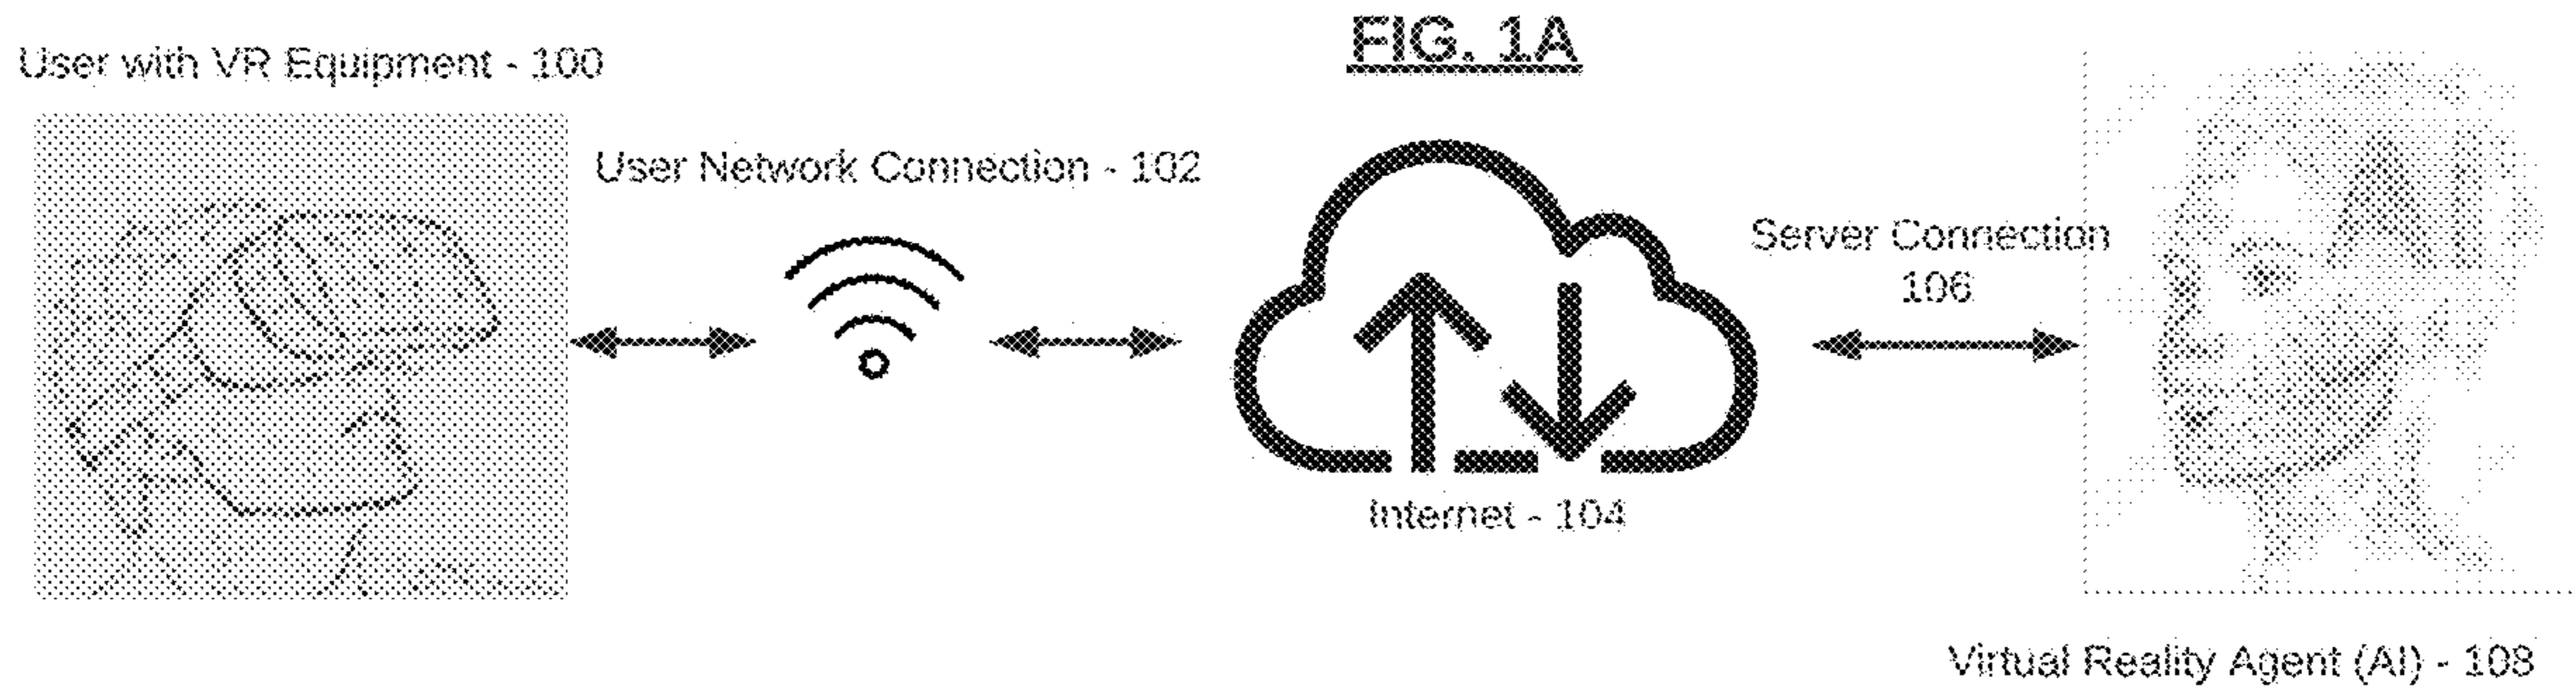 FIG. 1A
User with VR Equipment - 100
User Network Connection - 102
Server Connection
106
Internet - 104
Virtual Reality Agent (AI) - 108